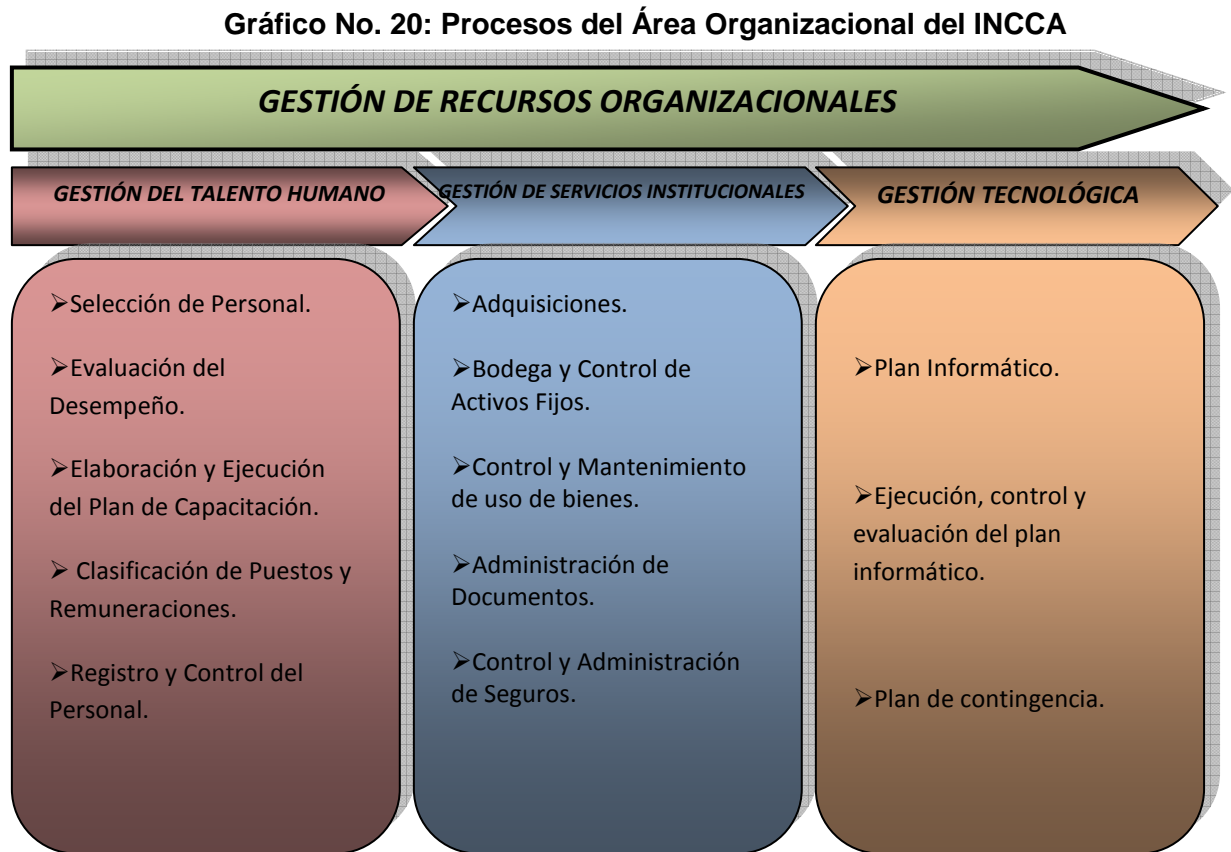 Gráfico No. 20: Procesos del Área Organizacional del INCCA
GESTIÓN DE RECURSOS ORGANIZACIONALES
GESTIÓN DEL TALENTO HUMANO
GESTIÓN DE SERVICIOS INSTITUCIONALES
GESTIÓN TECNOLÓGICA
➢Selección de Personal.
➢Evaluación del
Desempeño.
➢Elaboración y Ejecución
del Plan de Capacitación.
➢ Clasificación de Puestos y
Remuneraciones.
➢Registro y Control del
Personal.
➢Adquisiciones.
➢Bodega y Control de
Activos Fijos.
➢Control y Mantenimiento
de uso de bienes.
➢Administración de
Documentos.
➢Control y Administración
de Seguros.
➢Plan Informático.
➢Ejecución, control y
evaluación del plan
informático.
➢Plan de contingencia.